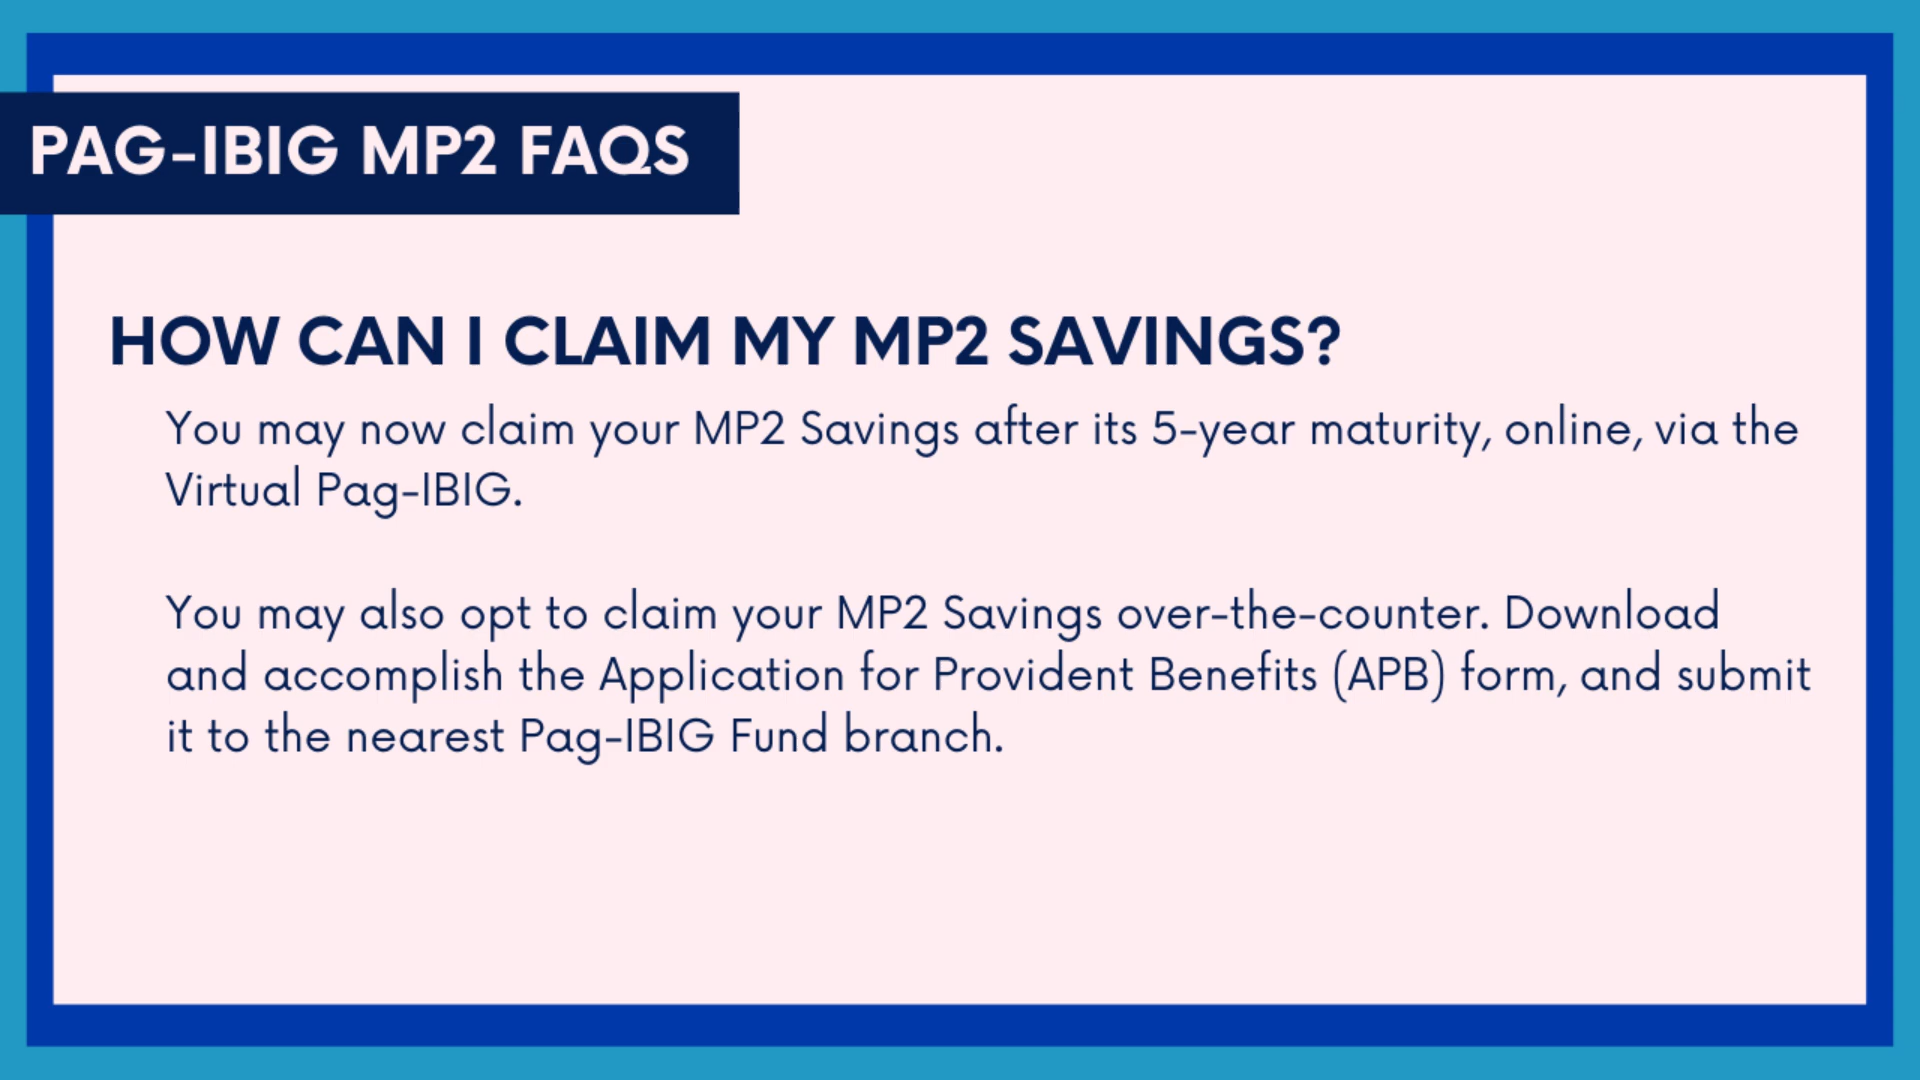 PAG-IBIG MP2 FAQS
HOW CAN I CLAIM MY MP2 SAVINGS?
You may now claim your MP2 Savings after its 5-year maturity, online, via the
Virtual Pag-IBIG.
You may also opt to claim your MP2 Savings over-the-counter. Download
and accomplish the Application for Provident Benefits (APB) form, and submit
it to the nearest Pag-IBIG Fund branch.